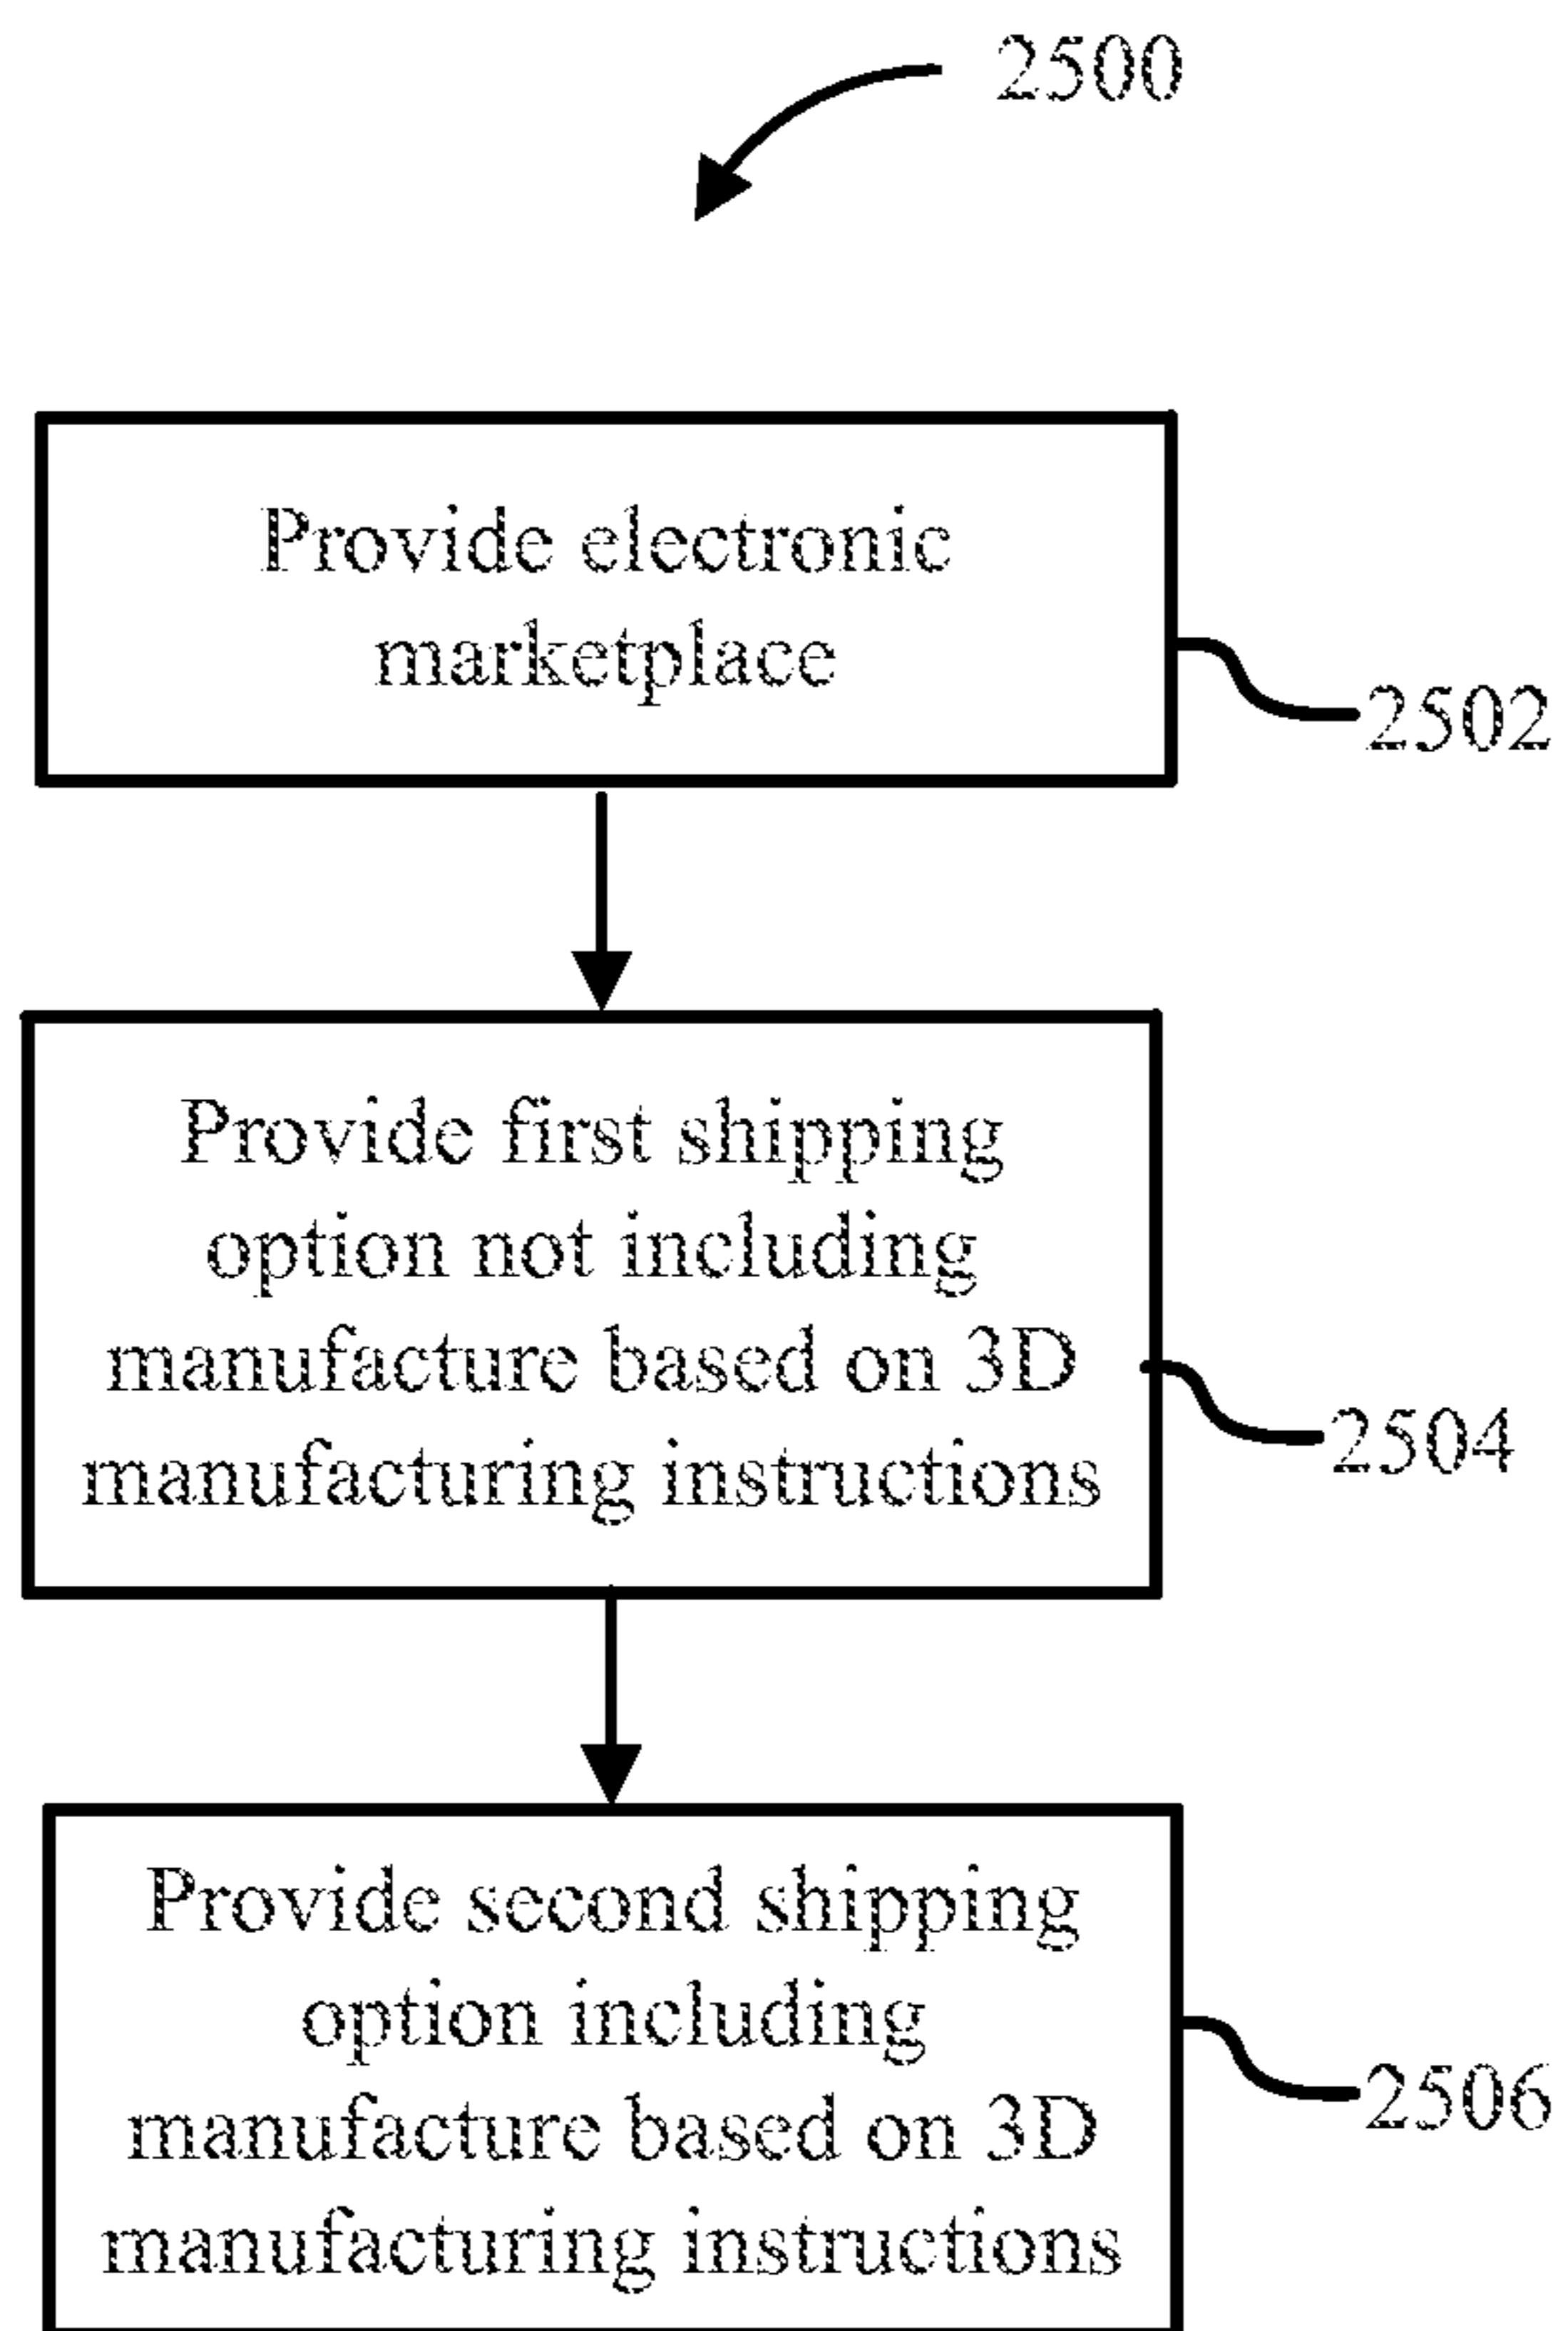 2500
Provide electronic
marketplace
2502
Provide first shipping
option not including
manufacture based on 3D
manufacturing instructions
2504
Provide second shipping
option including
manufacture based on 3D
manufacturing instructions
2506